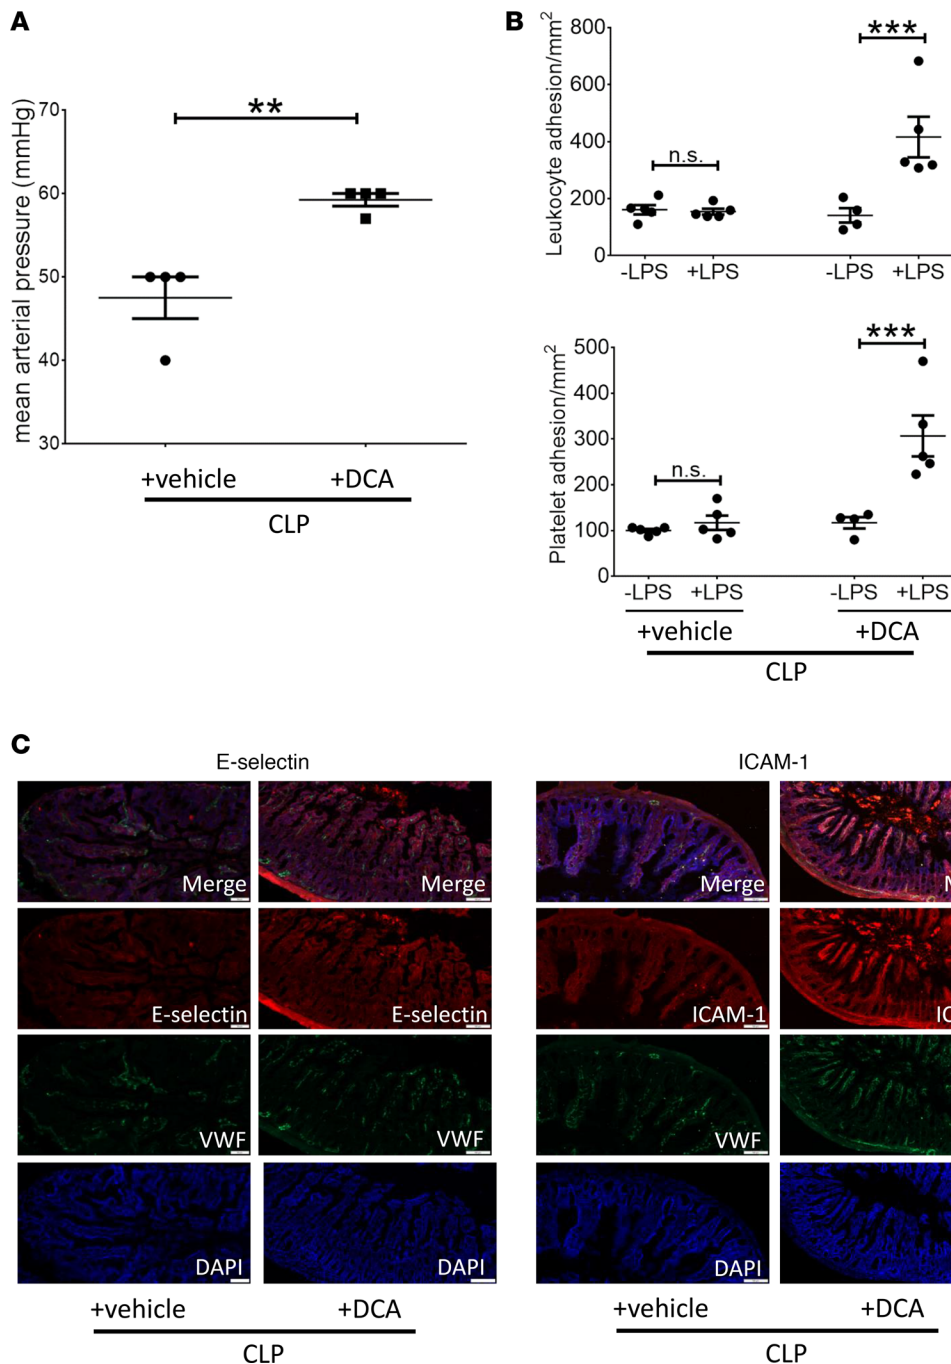 A
mean arterial pressure (mmHg)
70
60
50
40
30
**
+vehicle +DCA
CLP
B
Leukocyte adhesion/mm2
800
600
400
200
0
n.s.
***
-LPS +LPS -LPS +LPS
Platelet adhesion/mm2
500
400
300
200
100
0
n.s.
***
-LPS +LPS -LPS +LPS
+vehicle +DCA
CLP
C
E-selectin ICAM-1
Merge Merge Merge M
E-selectin E-selectin ICAM-1 IC
VWF VWF VWF
DAPI DAPI DAPI
+vehicle +DCA +vehicle +DCA
CLP CLP